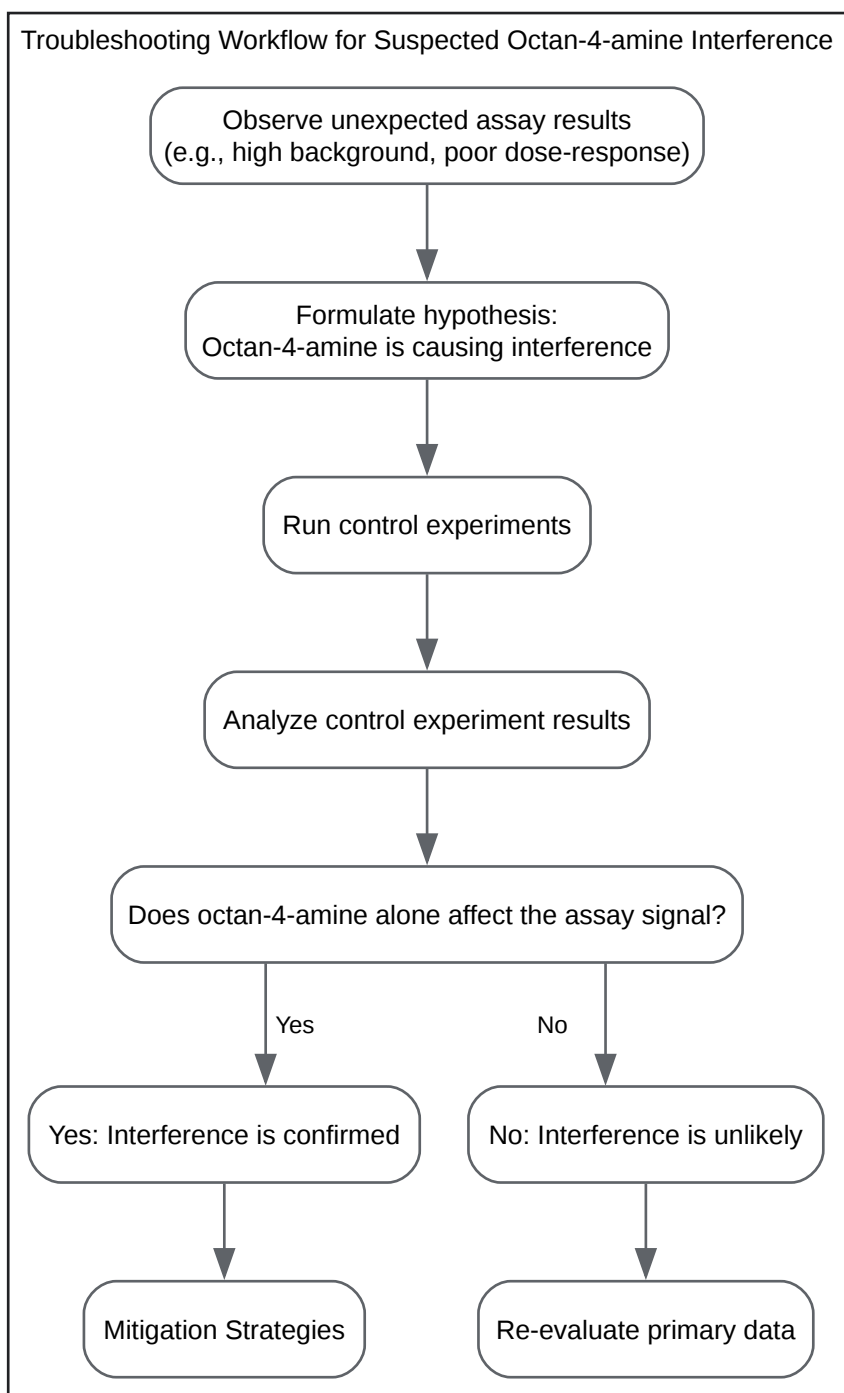 Troubleshooting Workflow for Suspected Octan-4-amine Interference
Observe unexpected assay results
(e.g., high background, poor dose-response)
Formulate hypothesis:
Octan-4-amine is causing interference
Run control experiments
Analyze control experiment results
Does octan-4-amine alone affect the assay signal?
Yes
No
Yes: Interference is confirmed
No: Interference is unlikely
Mitigation Strategies
Re-evaluate primary data